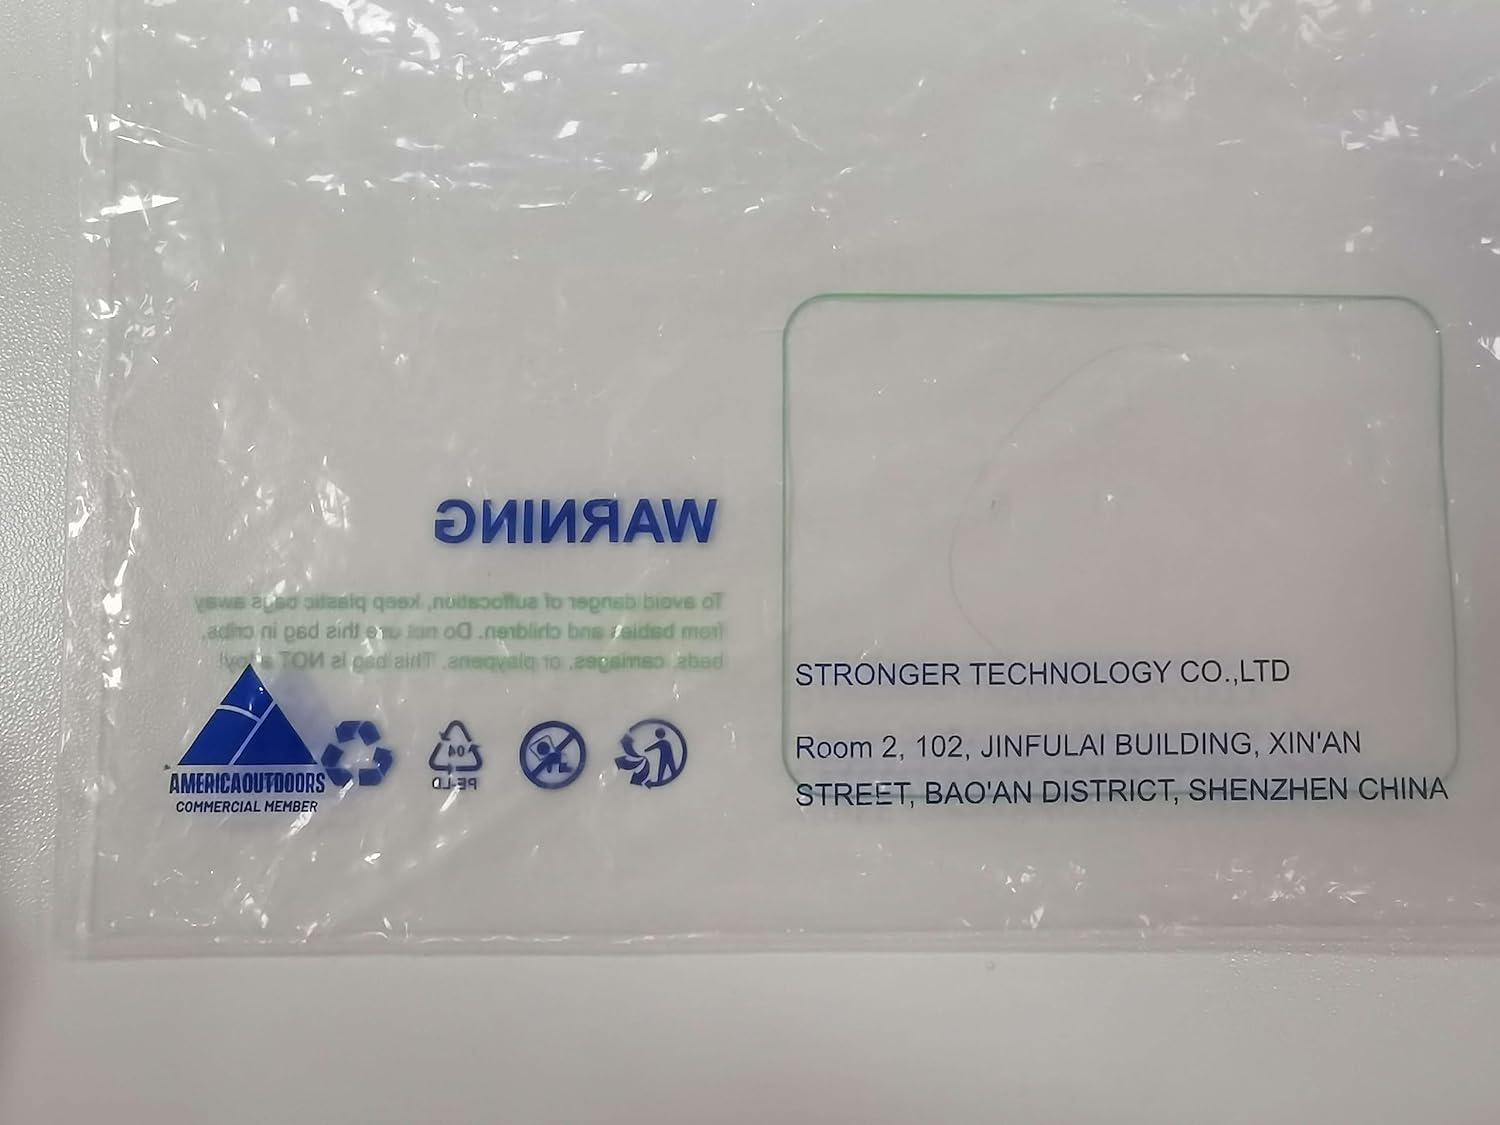 WARNING
To avoid danger of suffocation, keep plastic bags away
from babies and children. Do not use this bag in cribs,
beds, carriages, or playpens. This bag is NOT a toy!
AMERICAOUTDOORS
COMMERCIAL MEMBER
04
PE-LD
STRONGER TECHNOLOGY CO.,LTD
Room 2, 102, JINFULAI BUILDING, XIN'AN
STREET, BAO'AN DISTRICT, SHENZHEN CHINA